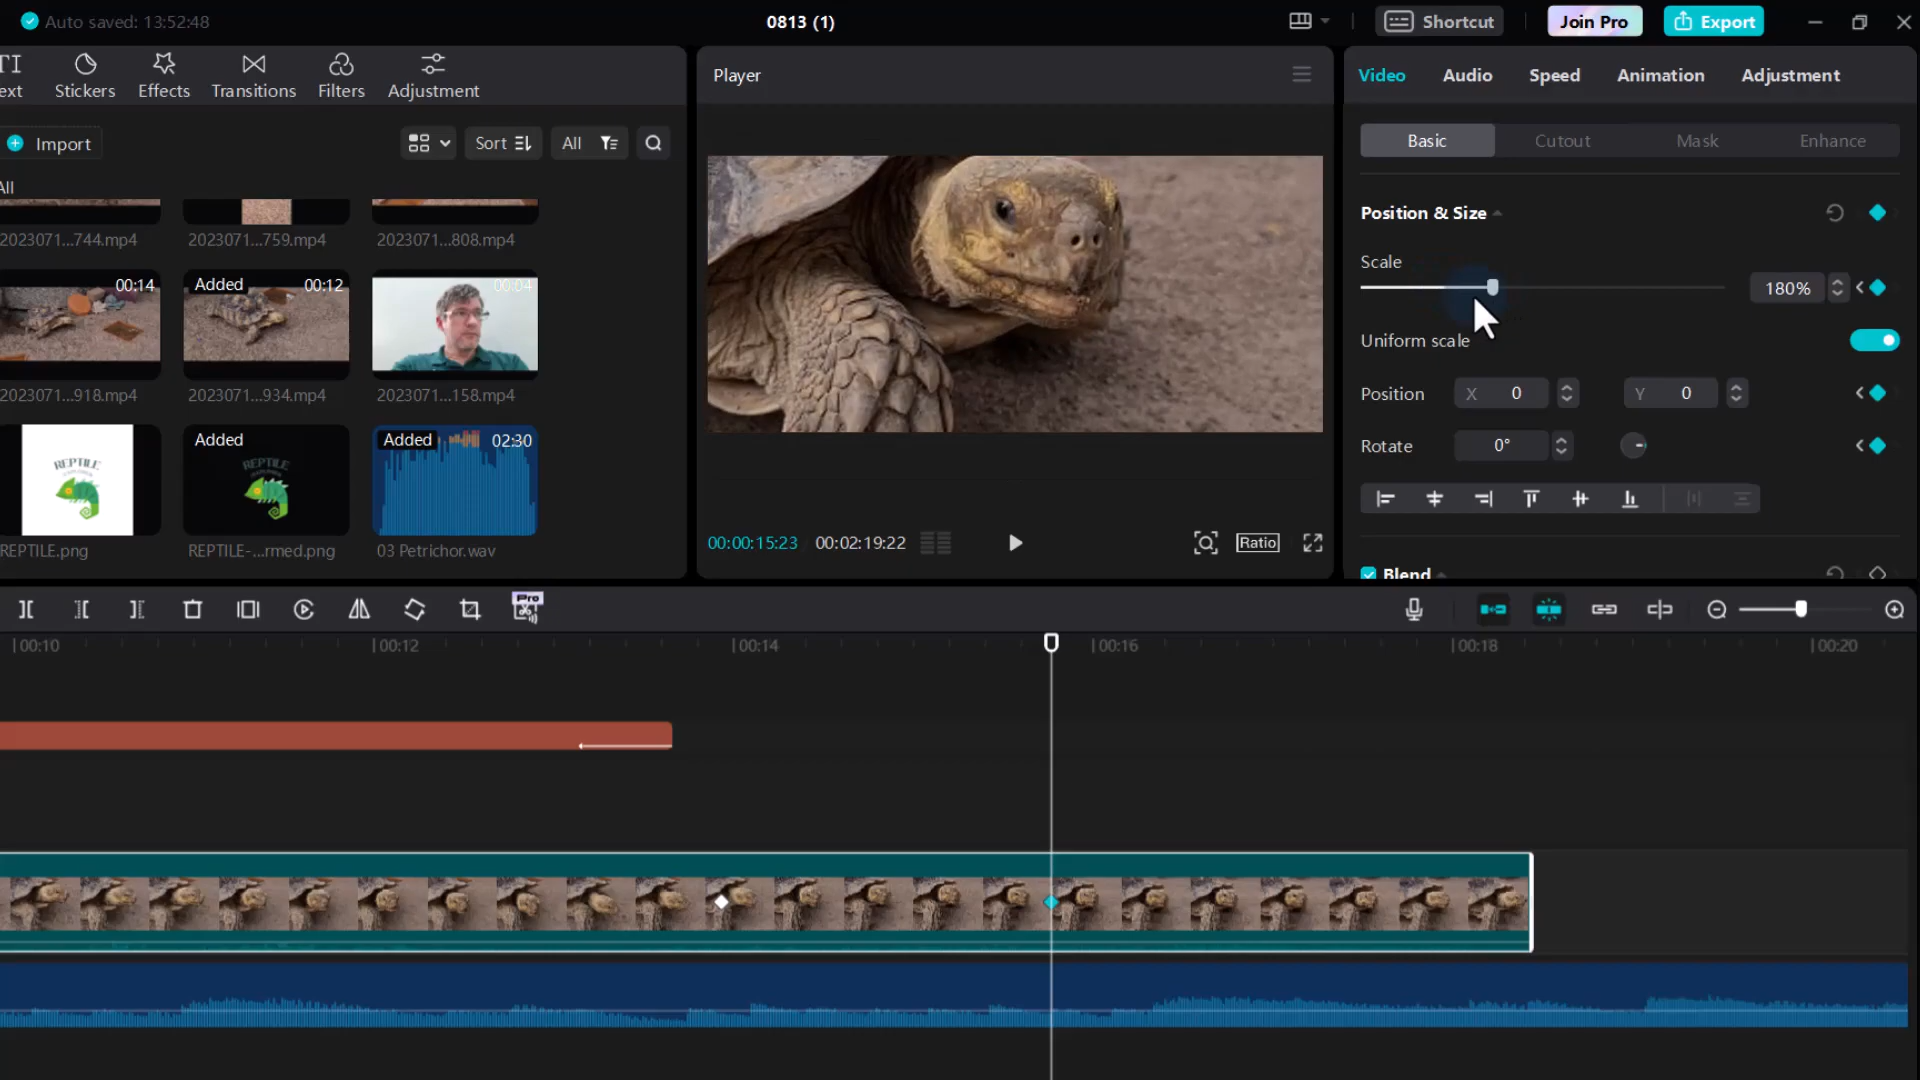 Auto saved: 13:52:48
0813 (1)
Shortcut
Join Pro
Export
TI
ext
Stickers
Effects
Transitions
Filters
Adjustment
Player
Video
Audio
Speed
Animation
Adjustment
Import
Sort
All
Basic
Cutout
Mask
Enhance
All
2023071...744.mp4
2023071...759.mp4
2023071...808.mp4
Position & Size
Scale
180%
00:14
Added
00:12
00:04
Uniform scale
2023071...918.mp4
2023071...934.mp4
2023071...158.mp4
Position
X 0
Y 0
Rotate
0°
Added
Added
02:30
REPTILE
REPTILE
REPTILE.png
REPTILE-...rmed.png
03 Petrichor.wav
00:00:15:23
00:02:19:22
Ratio
Blend
Pro
00:10
00:12
00:14
00:16
00:18
00:20